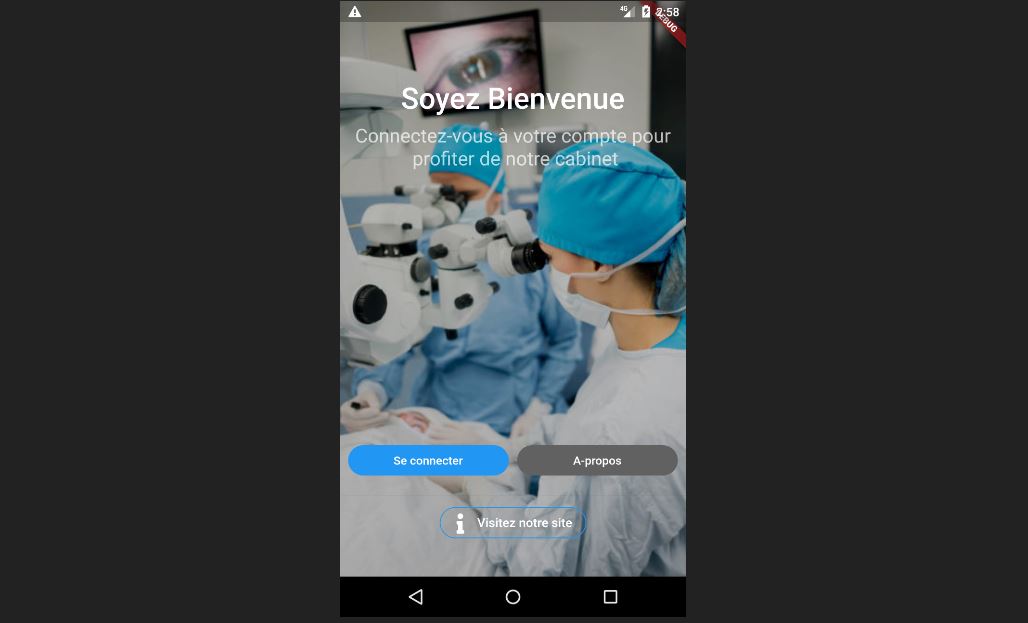 4G 2:58
DEBUG
Soyez Bienvenue
Connectez-vous à votre compte pour
profiter de notre cabinet
Se connecter
A-propos
Visitez notre site